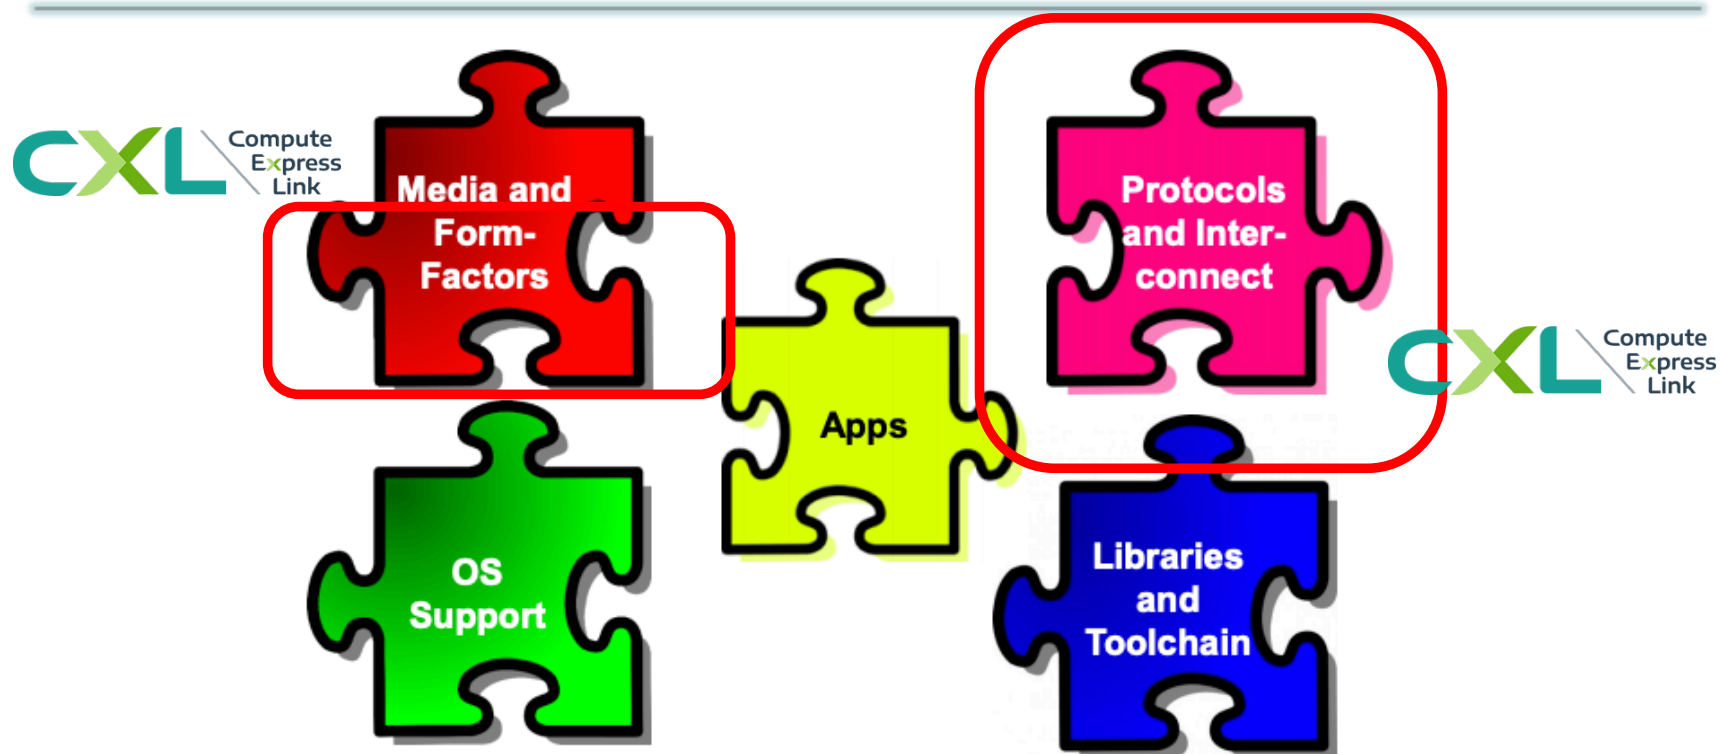 CXL
Compute
Express
Link
Media and
Form-
Factors
Protocols
and Inter-
connect
CXL
Compute
Express
Link
Apps
OS
Support
Libraries
and
Toolchain